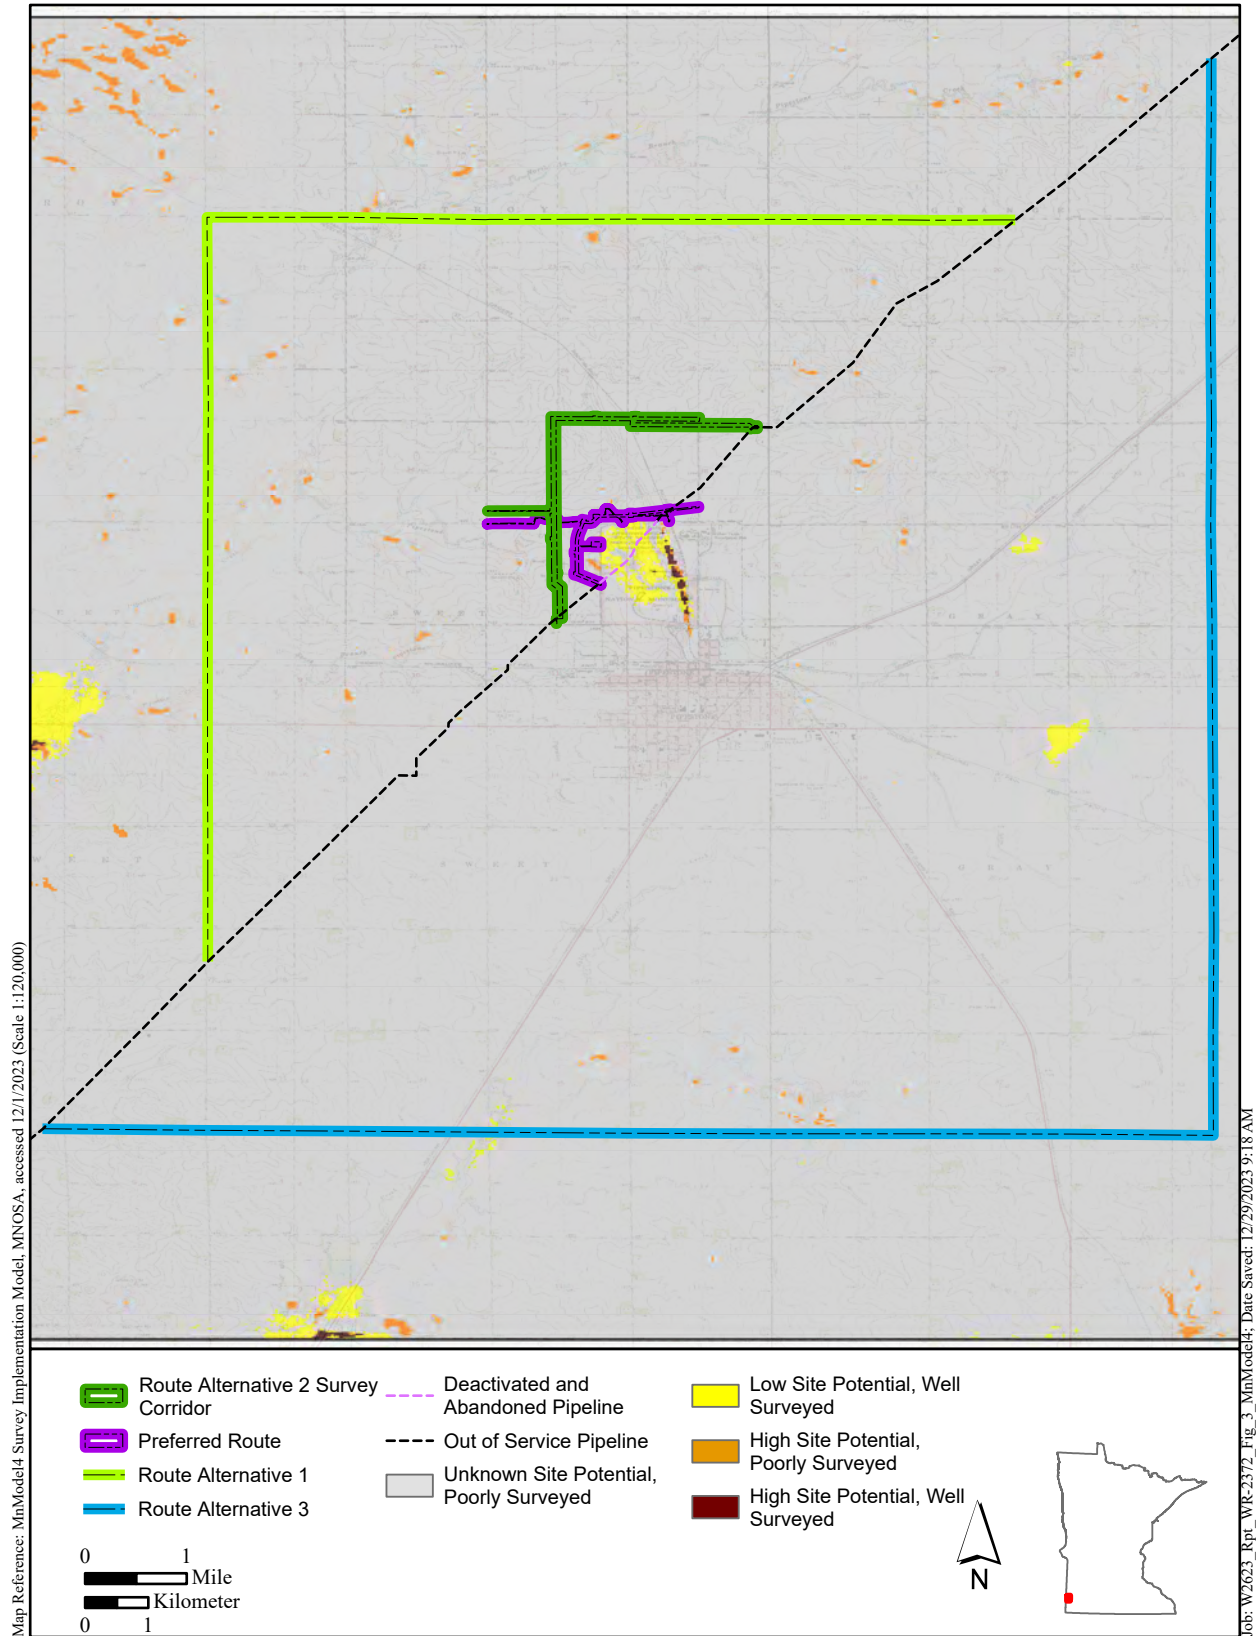 Map Reference: MnModel4 Survey Implementation Model, MNOSA, accessed 12/1/2023 (Scale 1:120,000)
Job: W2623_Rpt_WR-2372_Fig_3_MnModel4; Date Saved: 12/29/2023 9:18 AM
Route Alternative 2 Survey
Corridor
Preferred Route
Route Alternative 1
Route Alternative 3
Deactivated and
Abandoned Pipeline
Out of Service Pipeline
Unknown Site Potential,
Poorly Surveyed
Low Site Potential, Well
Surveyed
High Site Potential,
Poorly Surveyed
High Site Potential, Well
Surveyed
0 1
Mile
Kilometer
0 1
N